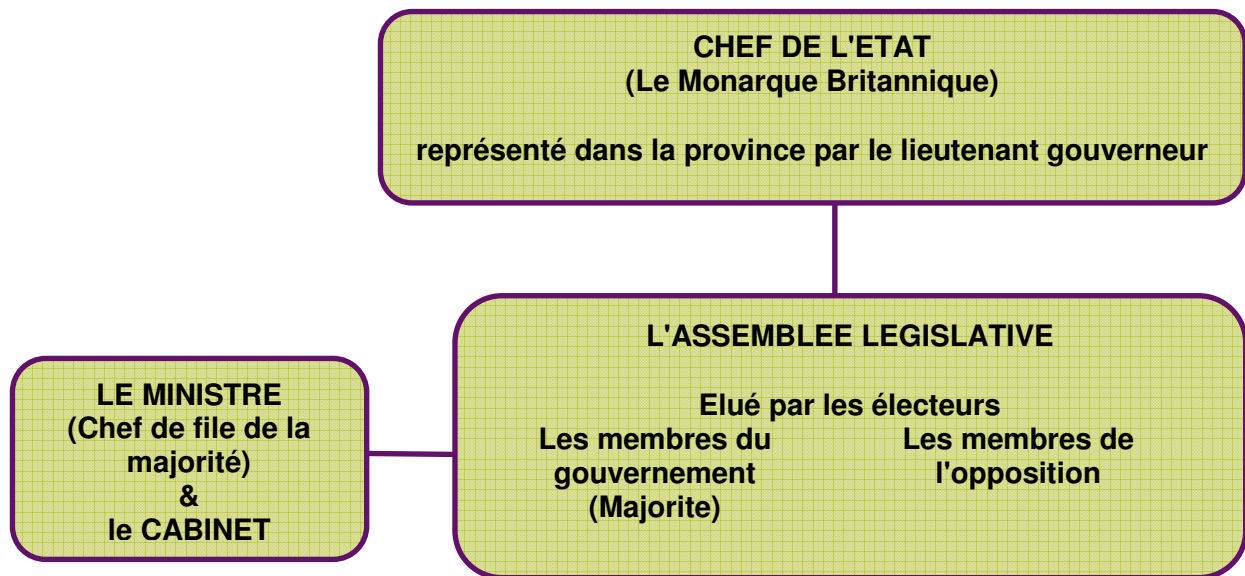 CHEF DE L'ETAT
(Le Monarque Britannique)
représenté dans la province par le lieutenant gouverneur
L'ASSEMBLEE LEGISLATIVE
Elué par les électeurs
Les membres du
gouvernement
(Majorite)
Les membres de
l'opposition
LE MINISTRE
(Chef de file de la
majorité)
&
le CABINET